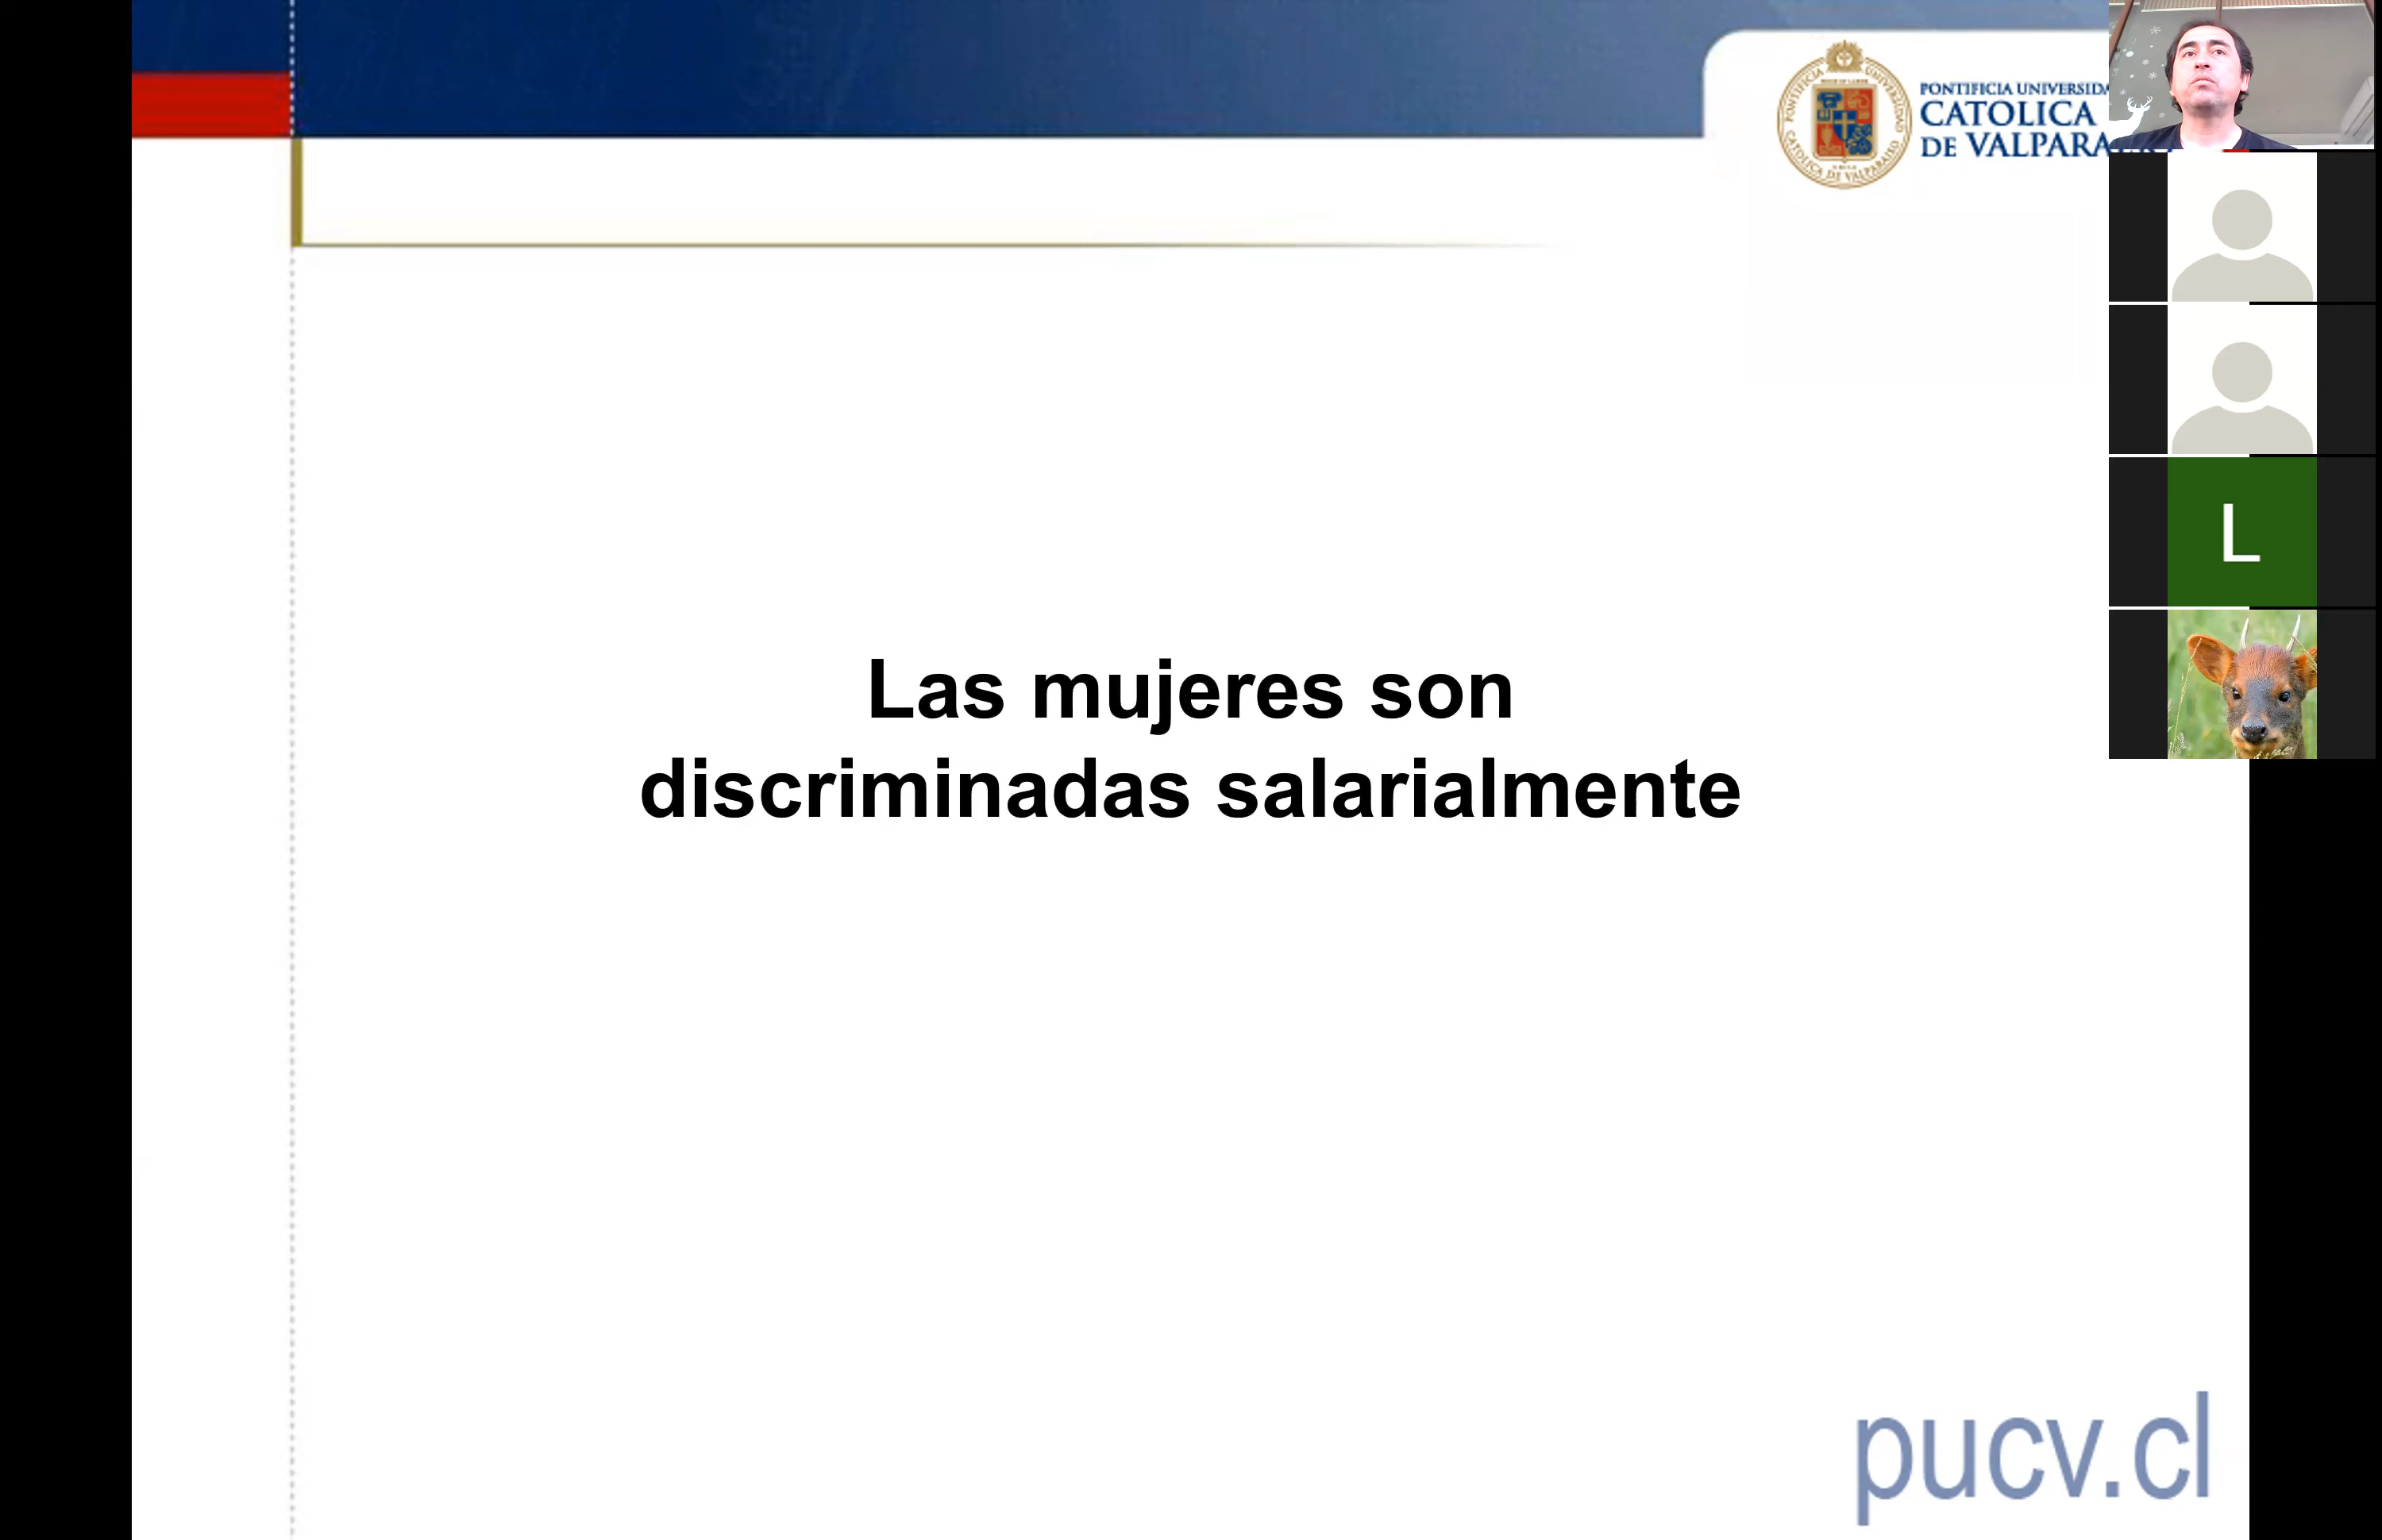 PONTIFICIA UNIVERSIDA
CATOLICA
DE VALPARA
L
Las mujeres son
discriminadas salarialmente
pucv.cl